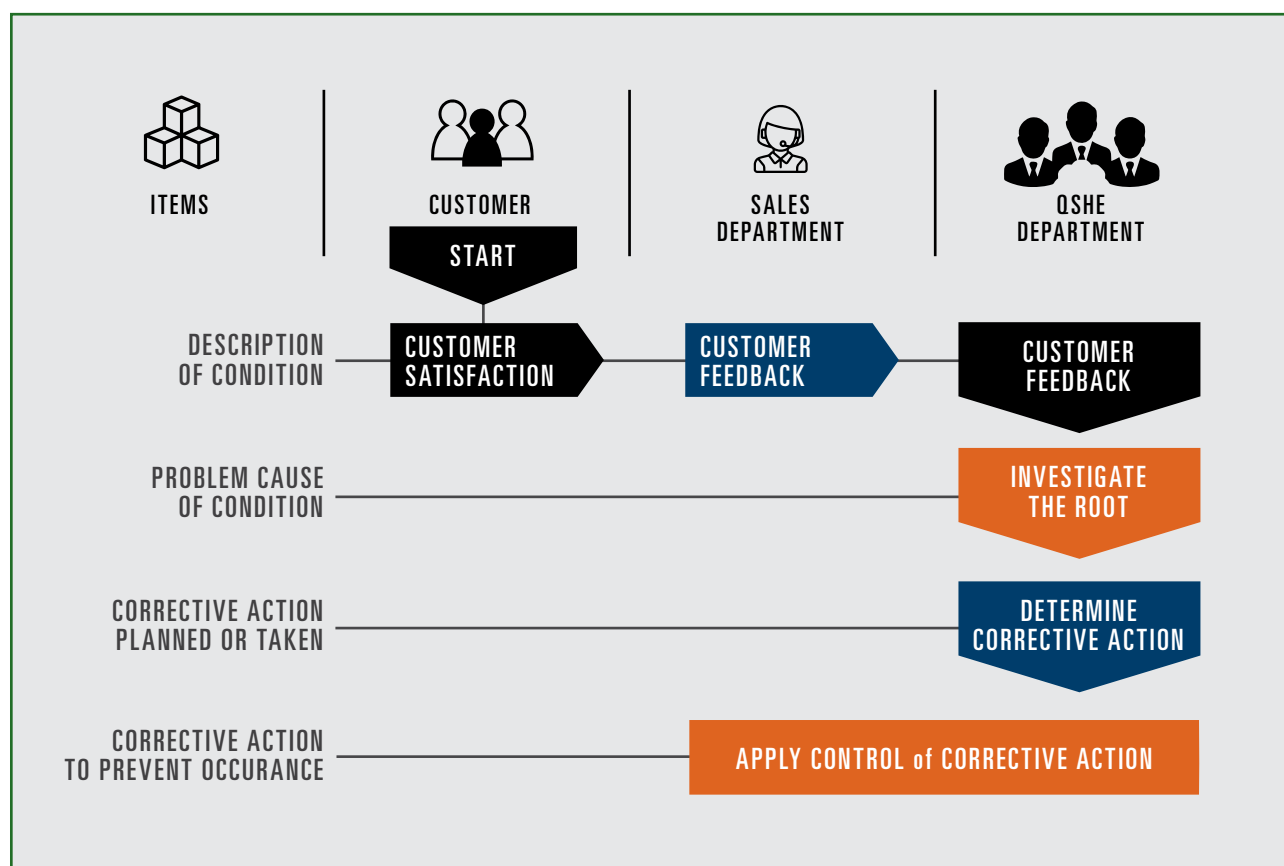 ITEMS
CUSTOMER
SALES
DEPARTMENT
QSHE
DEPARTMENT
START
DESCRIPTION
OF CONDITION
CUSTOMER
SATISFACTION
CUSTOMER
FEEDBACK
CUSTOMER
FEEDBACK
PROBLEM CAUSE
OF CONDITION
INVESTIGATE
THE ROOT
CORRECTIVE ACTION
PLANNED OR TAKEN
DETERMINE
CORRECTIVE ACTION
CORRECTIVE ACTION
TO PREVENT OCCURANCE
APPLY CONTROL of CORRECTIVE ACTION